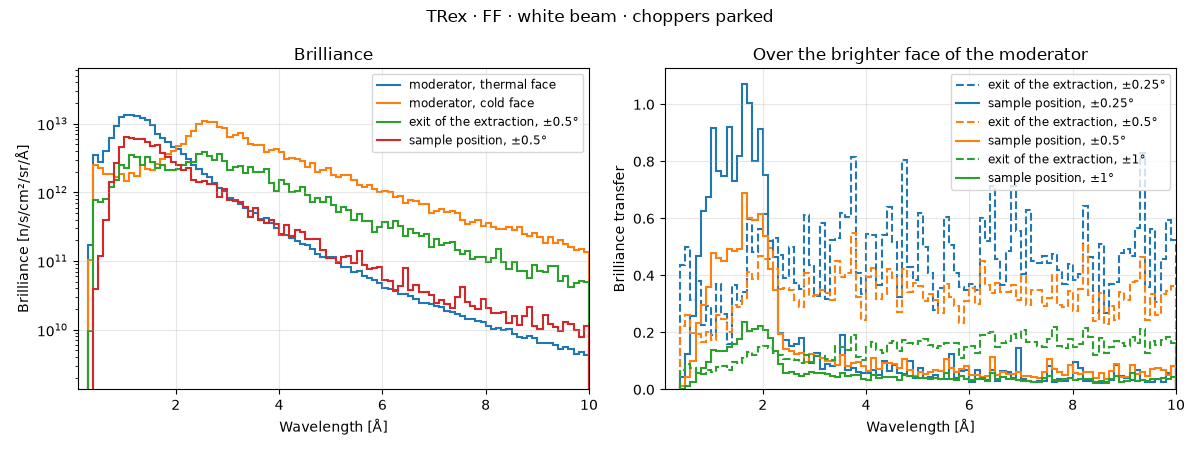 TRex · FF · white beam · choppers parked
Brilliance
Brilliance [n/s/cm²/sr/Å]
10¹³
10¹²
10¹¹
10¹⁰
moderator, thermal face
moderator, cold face
exit of the extraction, ±0.5°
sample position, ±0.5°
2 4 6 8 10
Wavelength [Å]
Over the brighter face of the moderator
Brilliance transfer
1.0
0.8
0.6
0.4
0.2
0.0
exit of the extraction, ±0.25°
sample position, ±0.25°
exit of the extraction, ±0.5°
sample position, ±0.5°
exit of the extraction, ±1°
sample position, ±1°
2 4 6 8 10
Wavelength [Å]